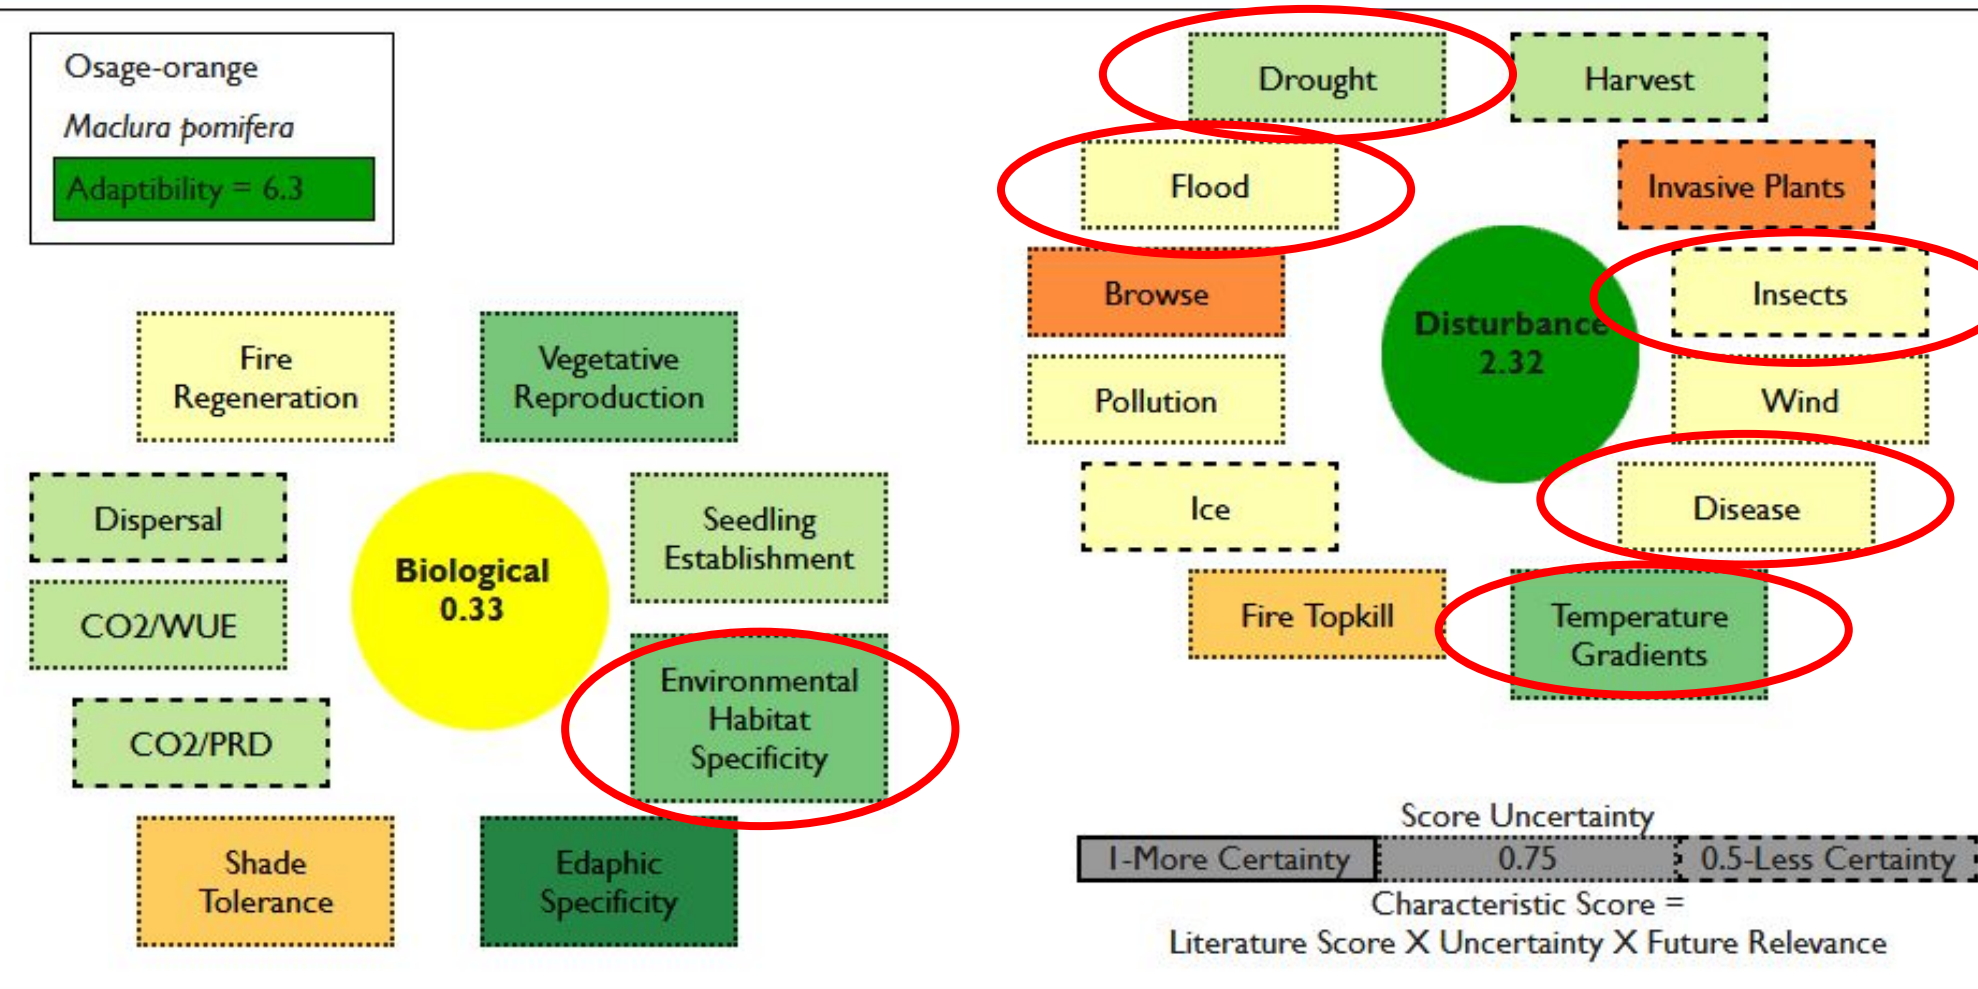 Osage-orange
Maclura pomifera
Adaptibility = 6.3
Fire
Regeneration
Vegetative
Reproduction
Dispersal
Seedling
Establishment
Biological
0.33
CO2/WUE
Environmental
Habitat
Specificity
CO2/PRD
Shade
Tolerance
Edaphic
Specificity
Drought
Harvest
Flood
Invasive Plants
Browse
Insects
Disturbance
2.32
Pollution
Wind
Ice
Disease
Fire Topkill
Temperature
Gradients
Score Uncertainty
1-More Certainty 0.75 0.5-Less Certainty
Characteristic Score =
Literature Score X Uncertainty X Future Relevance